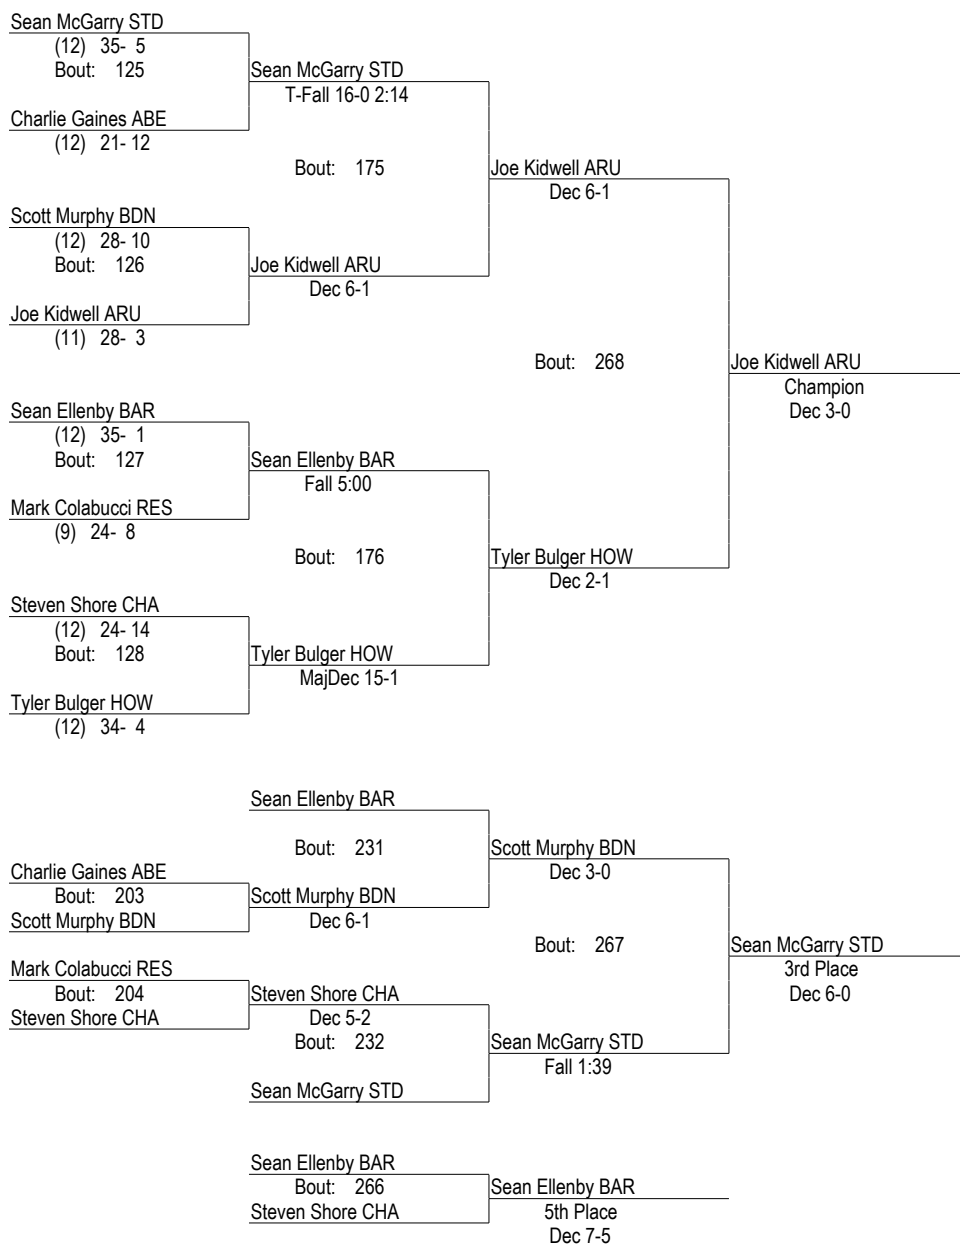 Sean McGarry STD
(12) 35- 5
Bout: 125
Sean McGarry STD
T-Fall 16-0 2:14
Charlie Gaines ABE
(12) 21- 12
Bout: 175
Joe Kidwell ARU
Dec 6-1
Scott Murphy BDN
(12) 28- 10
Bout: 126
Joe Kidwell ARU
Dec 6-1
Joe Kidwell ARU
(11) 28- 3
Bout: 268
Joe Kidwell ARU
Champion
Dec 3-0
Sean Ellenby BAR
(12) 35- 1
Bout: 127
Sean Ellenby BAR
Fall 5:00
Mark Colabucci RES
(9) 24- 8
Bout: 176
Tyler Bulger HOW
Dec 2-1
Steven Shore CHA
(12) 24- 14
Bout: 128
Tyler Bulger HOW
MajDec 15-1
Tyler Bulger HOW
(12) 34- 4
Sean Ellenby BAR
Bout: 231
Scott Murphy BDN
Dec 3-0
Charlie Gaines ABE
Bout: 203
Scott Murphy BDN
Scott Murphy BDN
Dec 6-1
Bout: 267
Sean McGarry STD
3rd Place
Dec 6-0
Mark Colabucci RES
Bout: 204
Steven Shore CHA
Steven Shore CHA
Dec 5-2
Bout: 232
Sean McGarry STD
Fall 1:39
Sean McGarry STD
Sean Ellenby BAR
Bout: 266
Steven Shore CHA
Sean Ellenby BAR
5th Place
Dec 7-5